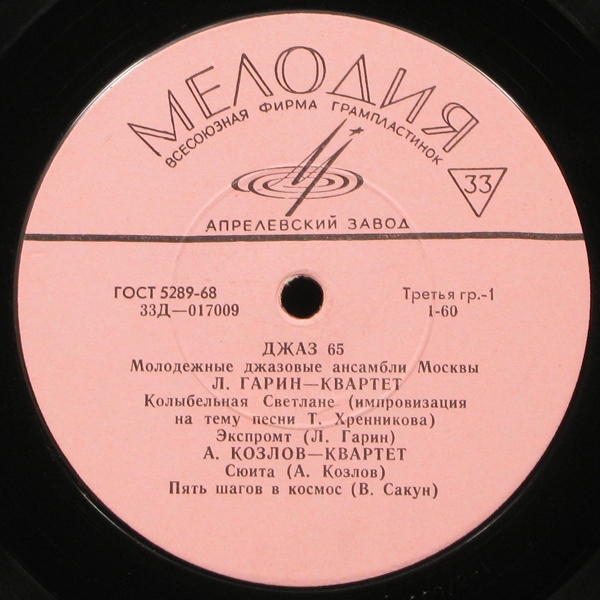 МЕЛОДИЯ
ВСЕСОЮЗНАЯ ФИРМА ГРАМПЛАСТИНОК
33
АПРЕЛЕВСКИЙ ЗАВОД
ГОСТ 5289-68
Третья гр.-1
33Д—017009
1-60
ДЖАЗ 65
Молодежные джазовые ансамбли Москвы
Л. ГАРИН—КВАРТЕТ
Колыбельная Светлане (импровизация
на тему песни Т. Хренникова)
Экспромт (Л. Гарин)
А. КОЗЛОВ—КВАРТЕТ
Сюита (А. Козлов)
Пять шагов в космос (В. Сакун)